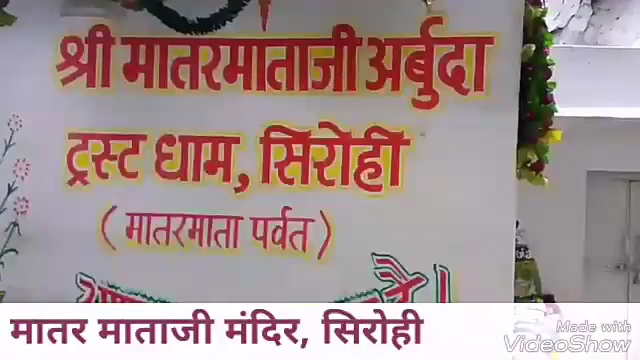 श्री मातरमाताजी अर्बुदा
ट्रस्ट धाम, सिरोही
( मातरमाता पर्वत )
है।
मातर माताजी मंदिर, सिरोही
Made with
VideoShow